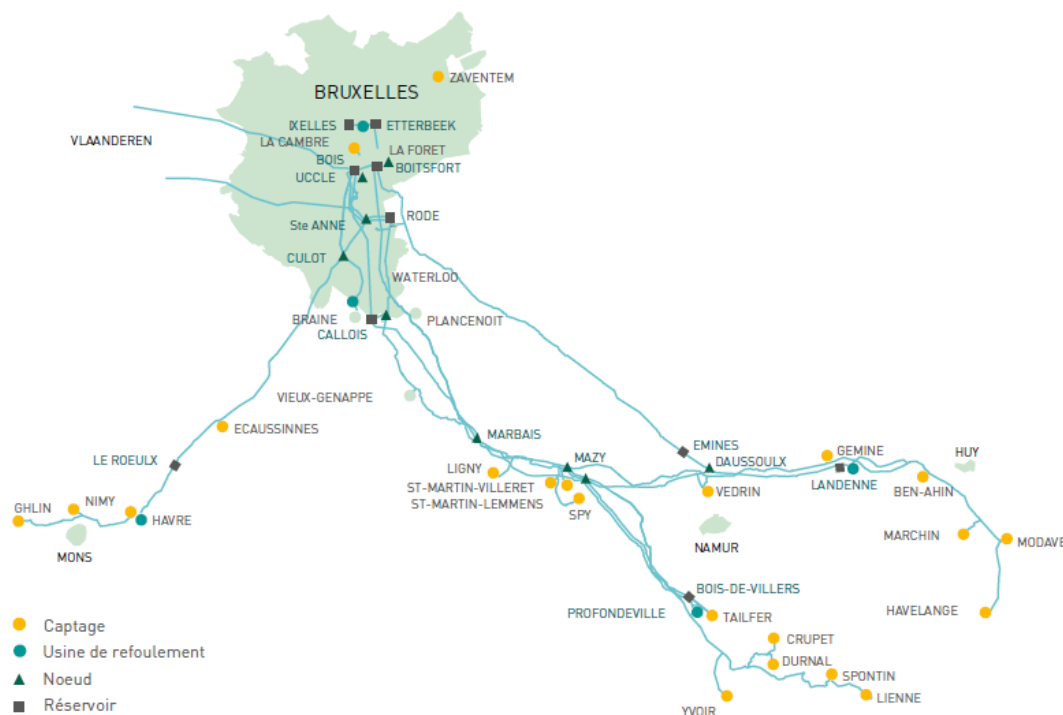 ZAVENTEM
BRUXELLES
IXELLES
ETTERBEEK
VLAANDEREN
LA CAMBRE
LA FORET
BOIS
BOITSFORT
UCCLE
RODE
Ste ANNE
CULOT
WATERLOO
BRAINE
PLANCENOIT
CALLOIS
VIEUX-GENAPPE
ECAUSSINNES
MARBAIS
EMINES
GEMINE
HUY
LE ROEULX
MAZY
DAUSSOULX
LIGNY
LANDENNE
ST-MARTIN-VILLERET
VEDRIN
BEN-AHIN
ST-MARTIN-LEMMENS
NIMY
GHLIN
SPY
HAVRE
MARCHIN
MODAVE
NAMUR
MONS
BOIS-DE-VILLERS
PROFONDEVILLE
TAILFER
HAVELANGE
Captage
CRUPET
Usine de refoulement
DURNAL
SPONTIN
Noeud
LIENNE
Réservoir
YVOIR